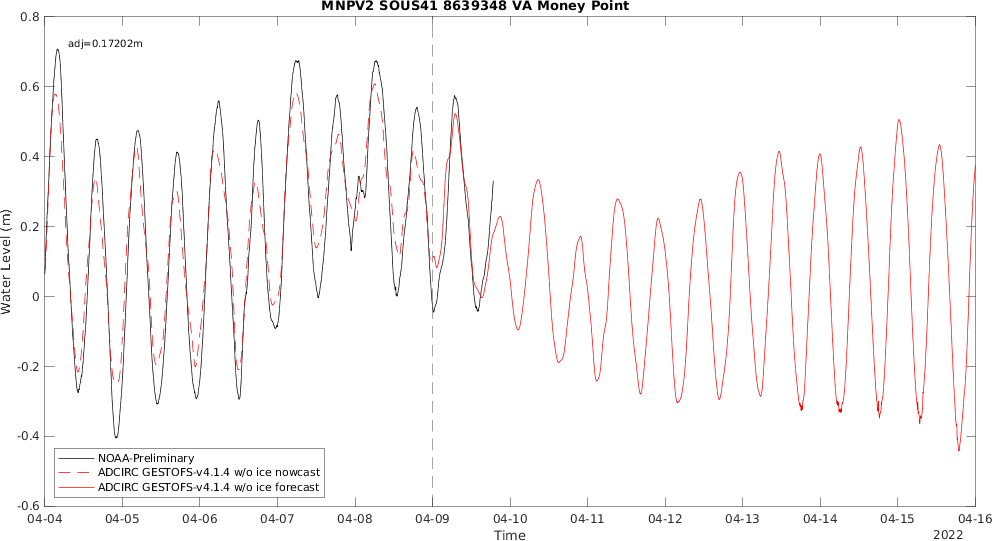 MNPV2 SOUS41 8639348 VA Money Point
adj=0.17202m
Water Level (m)
0.8
0.6
0.4
0.2
0
-0.2
-0.4
-0.6
NOAA-Preliminary
ADCIRC GESTOFS-v4.1.4 w/o ice nowcast
ADCIRC GESTOFS-v4.1.4 w/o ice forecast
04-04 04-05 04-06 04-07 04-08 04-09 04-10 04-11 04-12 04-13 04-14 04-15 04-16
Time
2022